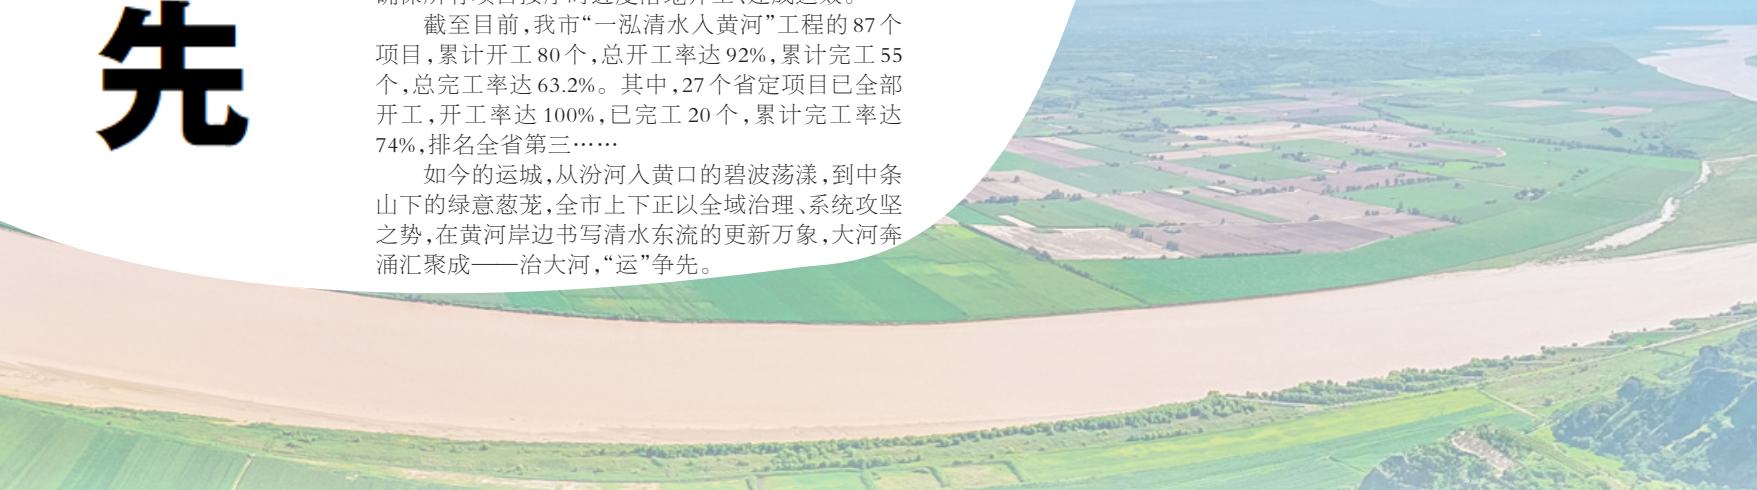 先
截至目前,我市“一泓清水入黄河”工程的87个
项目,累计开工80个,总开工率达92%,累计完工55
个,总完工率达63.2%。其中,27个省定项目已全部
开工,开工率达100%,已完工20个,累计完工率达
74%,排名全省第三……
如今的运城,从汾河入黄口的碧波荡漾,到中条
山下的绿意葱茏,全市上下正以全域治理、系统攻坚
之势,在黄河岸边书写清水东流的更新万象,大河奔
涌汇聚成——治大河,“运”争先。